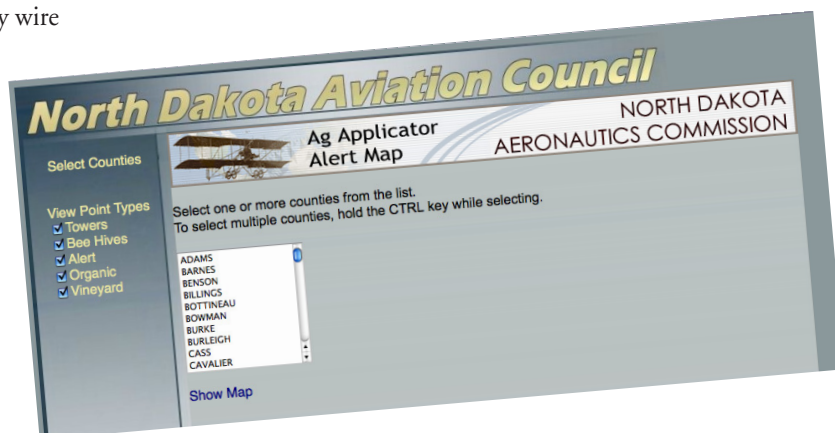 y wire
North Dakota Aviation Council
Ag Applicator
Alert Map
NORTH DAKOTA
AERONAUTICS COMMISSION
Select Counties
View Point Types
Towers
Bee Hives
Alert
Organic
Vineyard
Select one or more counties from the list.
To select multiple counties, hold the CTRL key while selecting.
ADAMS
BARNES
BENSON
BILLINGS
BOTTINEAU
BOWMAN
BURKE
BURLEIGH
CASS
CAVALIER
Show Map